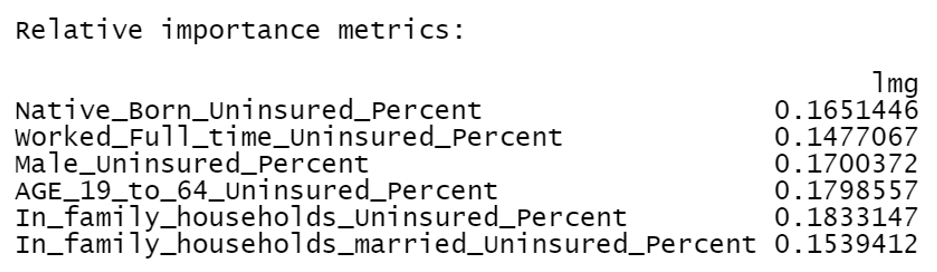 Relative importance metrics:
lmg
Native_Born_Uninsured_Percent 0.1651446
Worked_Full_time_Uninsured_Percent 0.1477067
Male_Uninsured_Percent 0.1700372
AGE_19_to_64_Uninsured_Percent 0.1798557
In_family_households_Uninsured_Percent 0.1833147
In_family_households_married_Uninsured_Percent 0.1539412